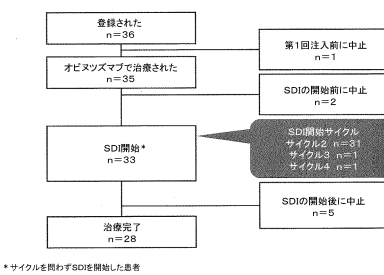 登録された
n=36
第1回注入前に中止
n=1
オビヌツズマブで治療された
n=35
SDIの開始前に中止
n=2
SDI開始*
n=33
SDI開始サイクル
サイクル2 n=31
サイクル3 n=1
サイクル4 n=1
SDIの開始後に中止
n=5
治療完了
n=28
*サイクルを問わずSDIを開始した患者